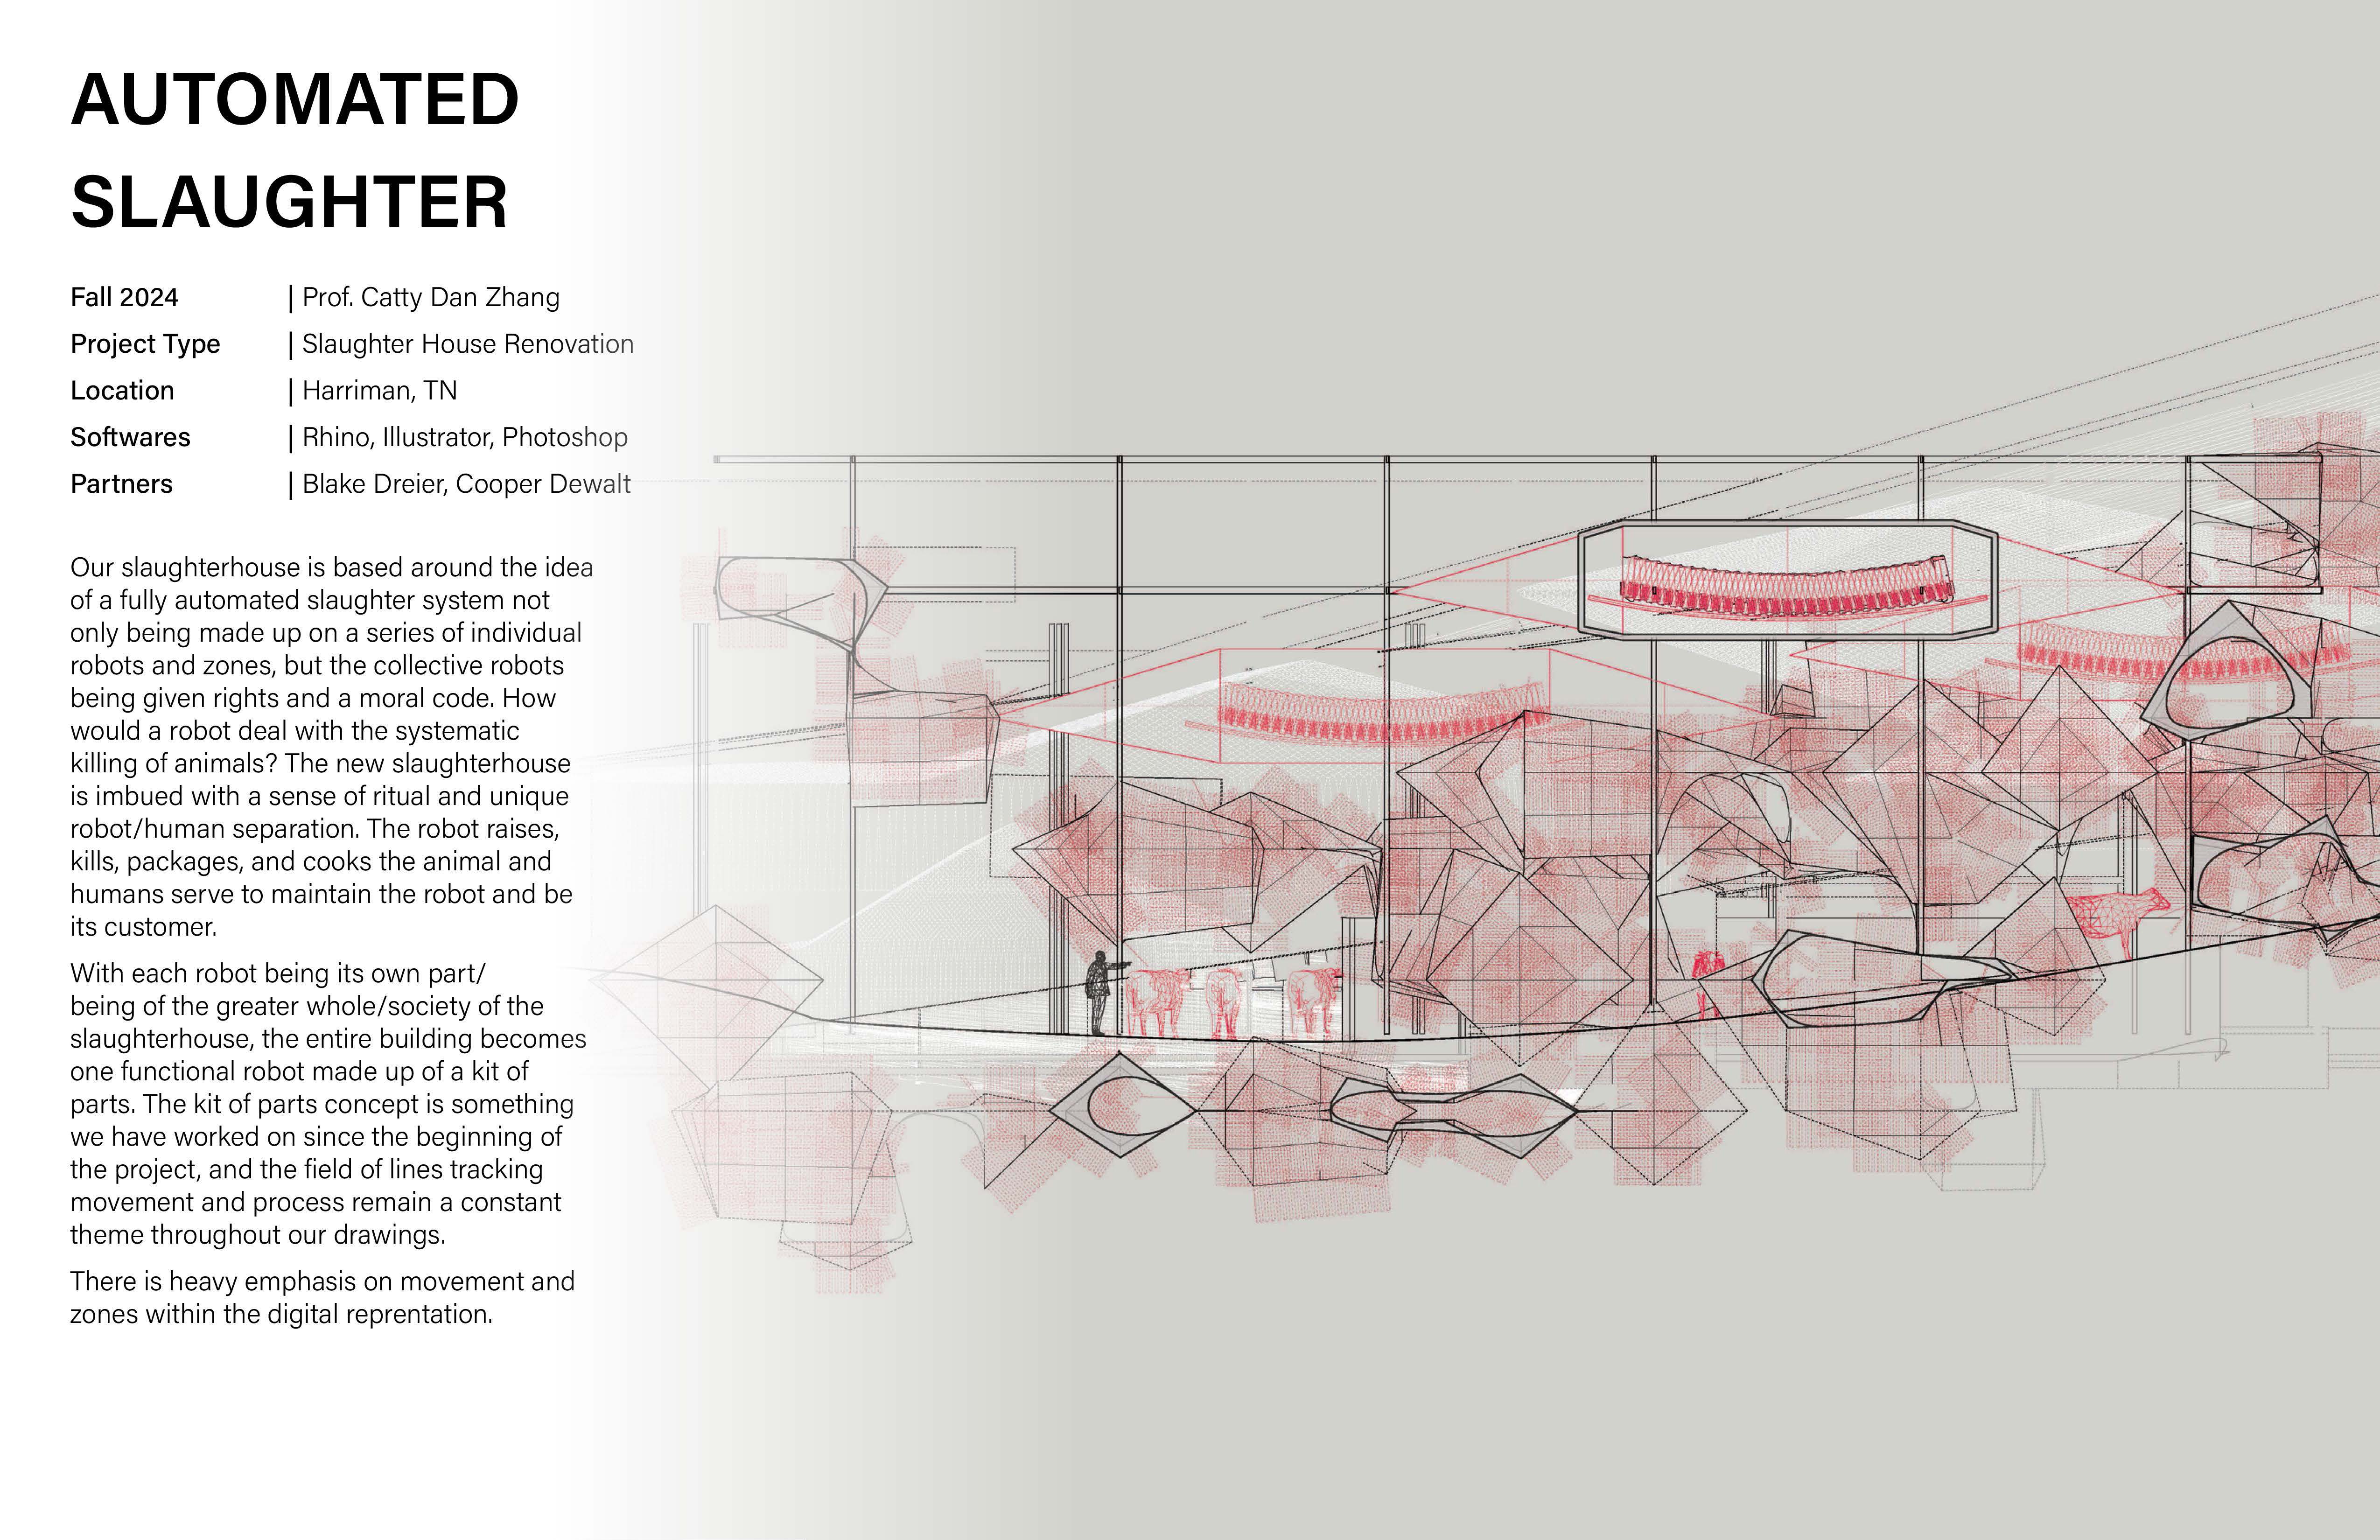 AUTOMATED
SLAUGHTER
Fall 2024 | Prof. Catty Dan Zhang
Project Type | Slaughter House Renovation
Location | Harriman, TN
Softwares | Rhino, Illustrator, Photoshop
Partners | Blake Dreier, Cooper Dewalt
Our slaughterhouse is based around the idea
of a fully automated slaughter system not
only being made up on a series of individual
robots and zones, but the collective robots
being given rights and a moral code. How
would a robot deal with the systematic
killing of animals? The new slaughterhouse
is imbued with a sense of ritual and unique
robot/human separation. The robot raises,
kills, packages, and cooks the animal and
humans serve to maintain the robot and be
its customer.
With each robot being its own part/
being of the greater whole/society of the
slaughterhouse, the entire building becomes
one functional robot made up of a kit of
parts. The kit of parts concept is something
we have worked on since the beginning of
the project, and the field of lines tracking
movement and process remain a constant
theme throughout our drawings.
There is heavy emphasis on movement and
zones within the digital reprentation.